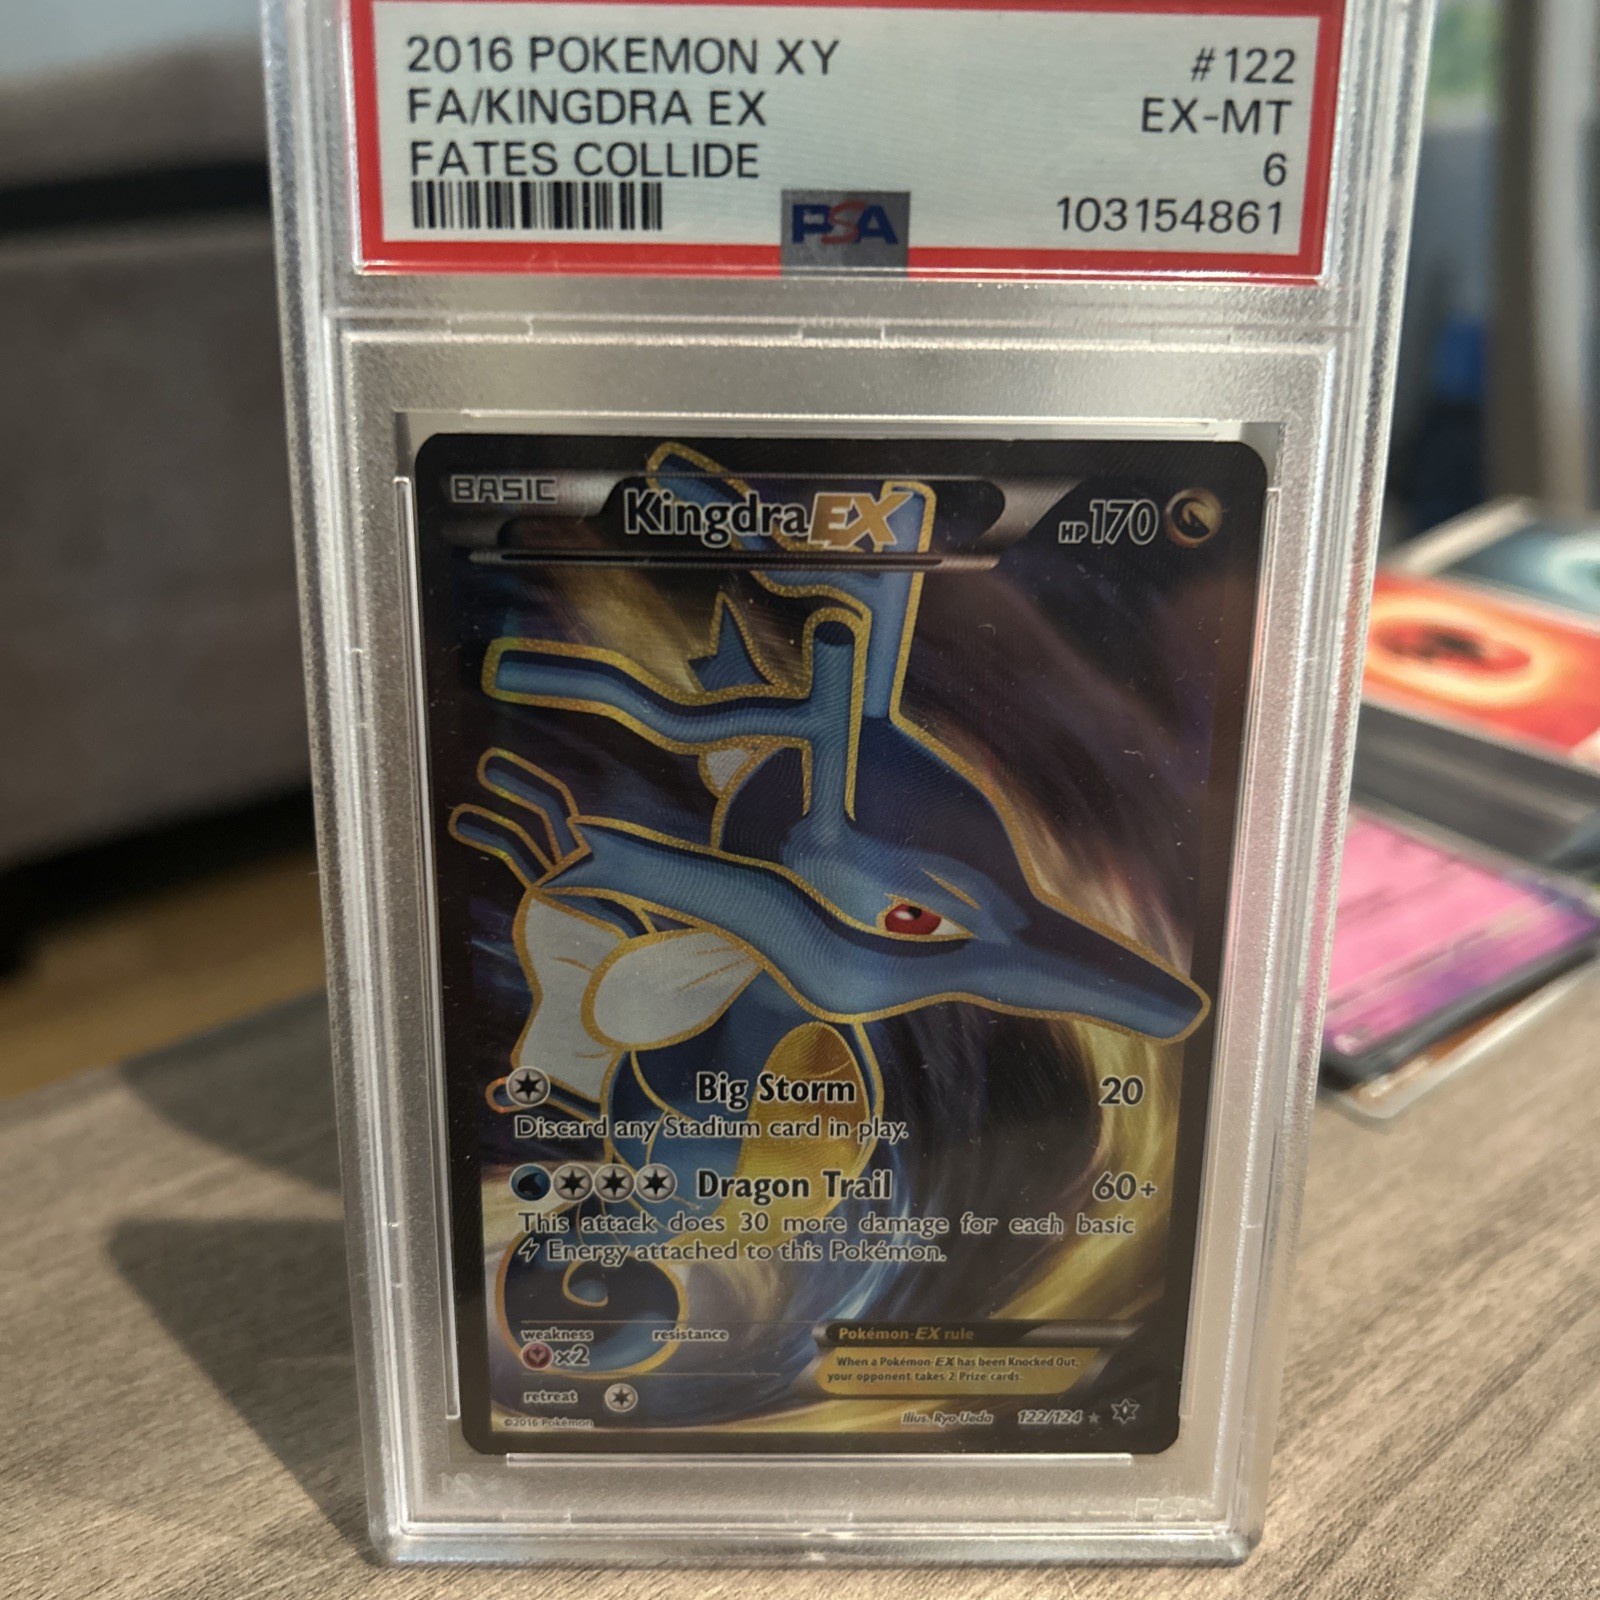 2016 POKEMON XY #122
FA/KINGDRA EX EX-MT
FATES COLLIDE 6
PSA 103154861
BASIC Kingdra EX HP 170
Big Storm 20
Discard any Stadium card in play.
Dragon Trail 60+
This attack does 30 more damage for each basic
Energy attached to this Pokémon.
weakness resistance
×2
Pokémon-EX rule
When a Pokémon-EX has been Knocked Out,
your opponent takes 2 Prize cards.
retreat
©2016 Pokémon
Illus. Ryo Ueda 122/124
PSA